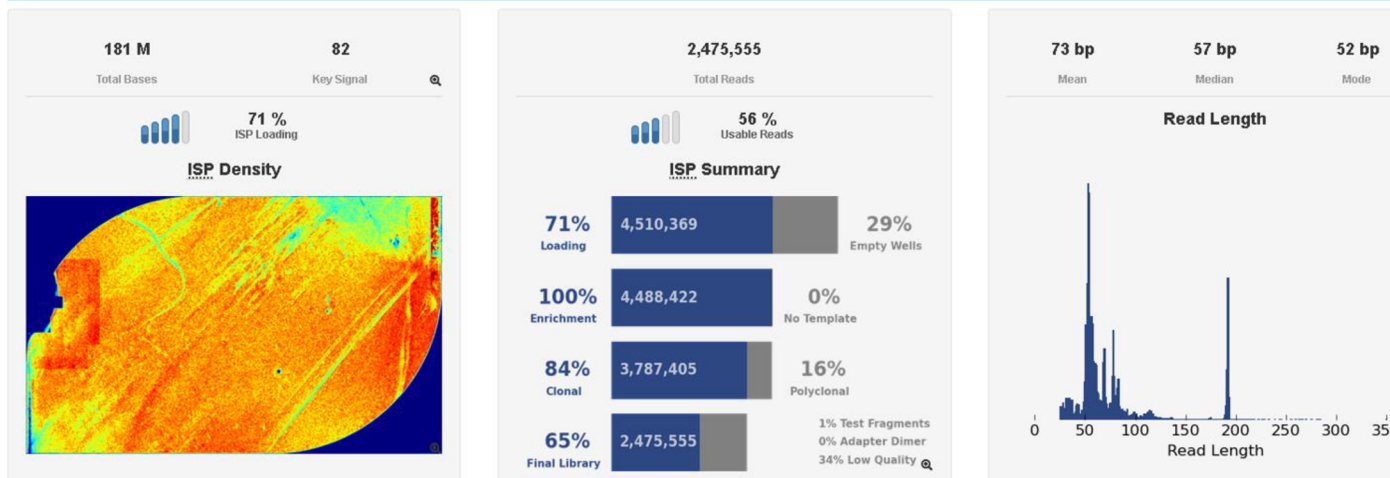 181 M
Total Bases
82
Key Signal
71 %
ISP Loading
ISP Density
2,475,555
Total Reads
56 %
Usable Reads
ISP Summary
71%
Loading
4,510,369
29%
Empty Wells
100%
Enrichment
4,488,422
0%
No Template
84%
Clonal
3,787,405
16%
Polyclonal
65%
Final Library
2,475,555
1% Test Fragments
0% Adapter Dimer
34% Low Quality
73 bp
Mean
57 bp
Median
52 bp
Mode
Read Length
0 50 100 150 200 250 300
Read Length